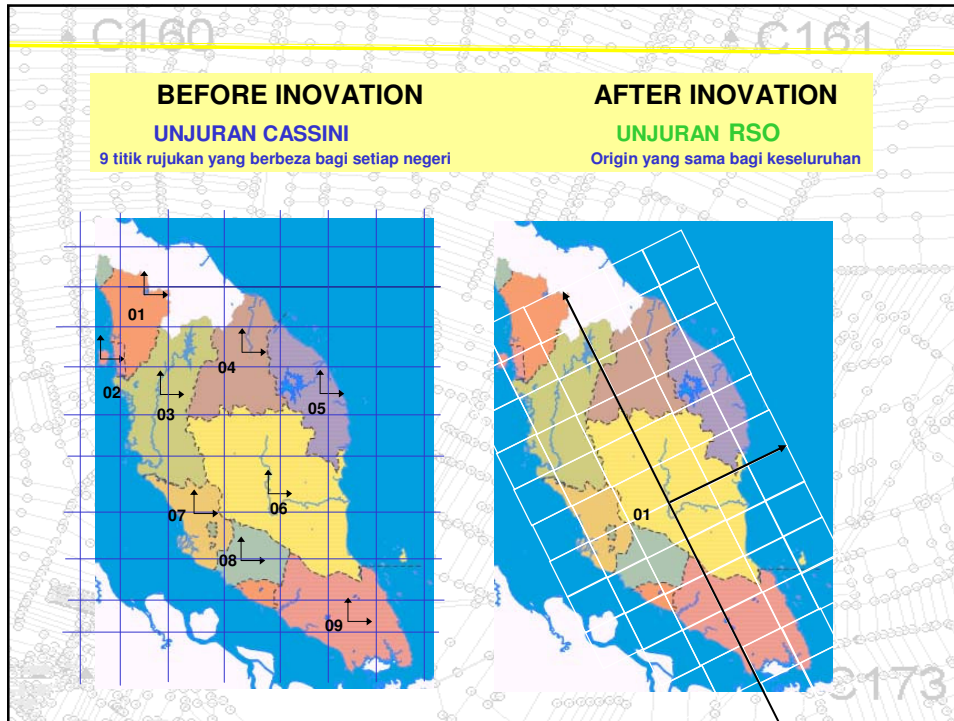 C160
C161
BEFORE INOVATION
UNJURAN CASSINI
9 titik rujukan yang berbeza bagi setiap negeri
AFTER INOVATION
UNJURAN RSO
Origin yang sama bagi keseluruhan
01
02
03
04
05
06
07
08
09
01
C173